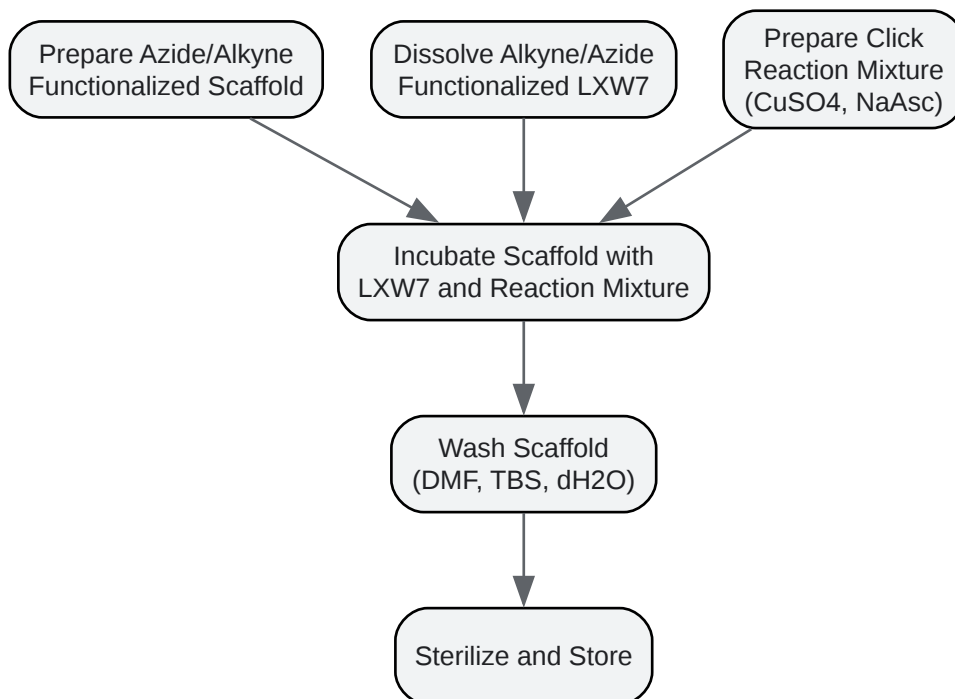 Prepare Azide/Alkyne
Functionalized Scaffold
Dissolve Alkyne/Azide
Functionalized LXW7
Prepare Click
Reaction Mixture
(CuSO4, NaAsc)
Incubate Scaffold with
LXW7 and Reaction Mixture
Wash Scaffold
(DMF, TBS, dH2O)
Sterilize and Store